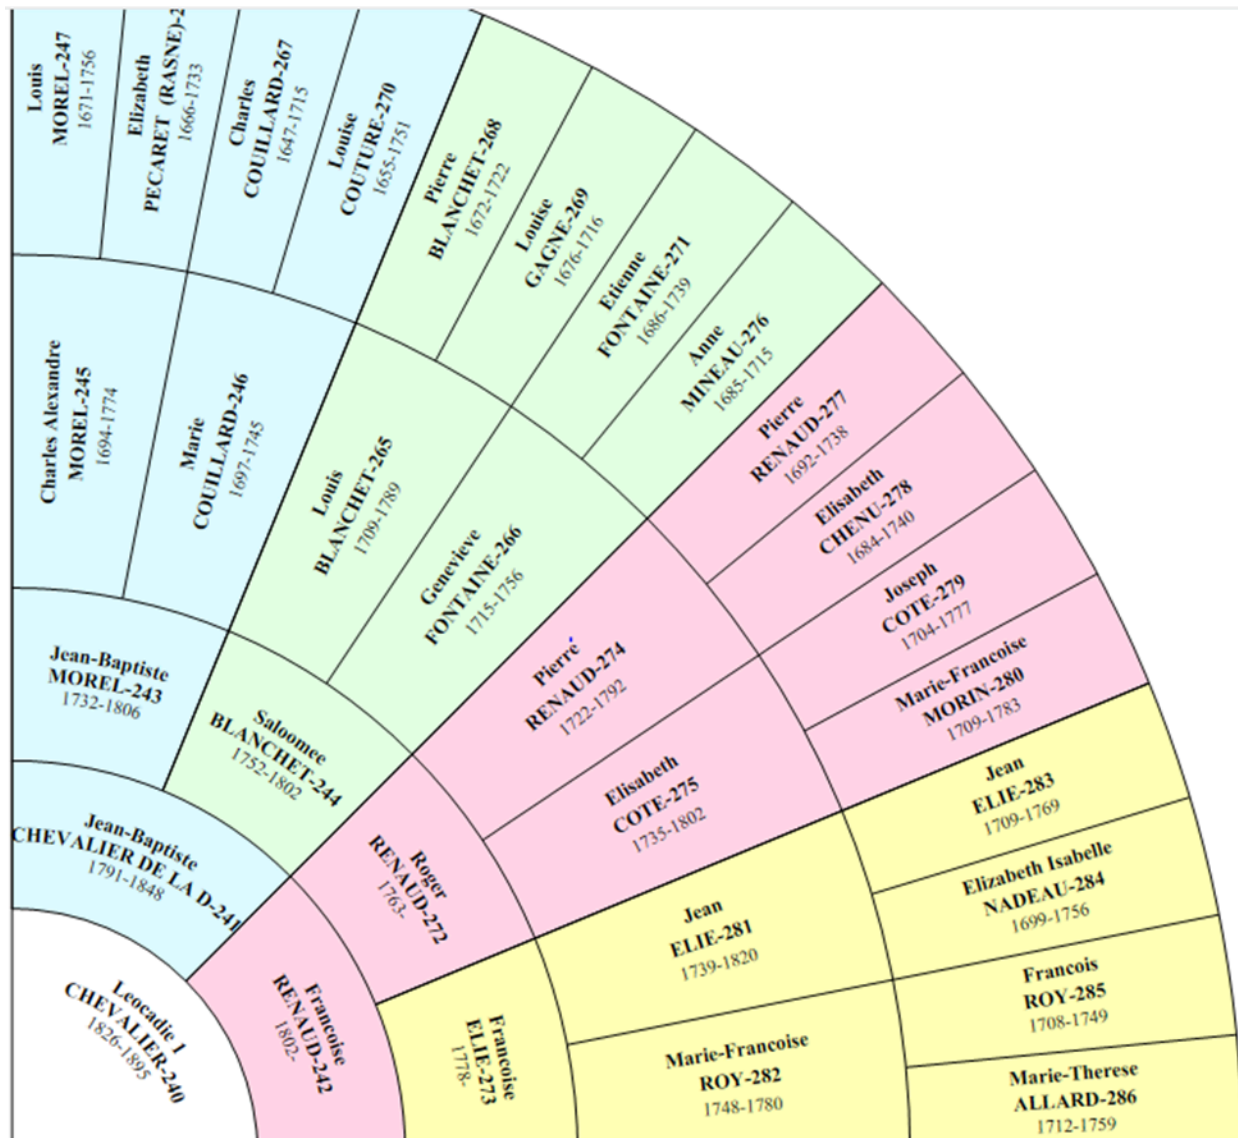 Louis
MOREL-247
1671-1756
Elizabeth
PECARET (RASNE)-2
1666-1733
Charles
COUILLARD-267
1647-1715
Louise
COUTURE-270
1655-1751
Pierre
BLANCHET-268
1672-1722
Louise
GAGNE-269
1676-1716
Etienne
FONTAINE-271
1686-1739
Anne
MINEAU-276
1685-1715
Pierre
RENAUD-277
1692-1738
Elisabeth
CHENU-278
1684-1740
Joseph
COTE-279
1704-1777
Marie-Francoise
MORIN-280
1709-1783
Jean
ELIE-283
1709-1769
Elizabeth Isabelle
NADEAU-284
1699-1756
Francois
ROY-285
1708-1749
Marie-Therese
ALLARD-286
1712-1759
Charles Alexandre
MOREL-245
1694-1774
Marie
COUILLARD-246
1697-1745
Louis
BLANCHET-265
1709-1789
Genevieve
FONTAINE-266
1715-1756
Pierre
RENAUD-274
1722-1792
Elisabeth
COTE-275
1735-1802
Jean
ELIE-281
1739-1820
Marie-Francoise
ROY-282
1748-1780
Jean-Baptiste
MOREL-243
1732-1806
Saloomee
BLANCHET-244
1752-1802
Roger
RENAUD-272
1763-
Francoise
ELIE-273
1778-
Jean-Baptiste
CHEVALIER DE LA D-241
1791-1848
Francoise
RENAUD-242
1802-
Leocadie 1
CHEVALIER-240
1826-1895